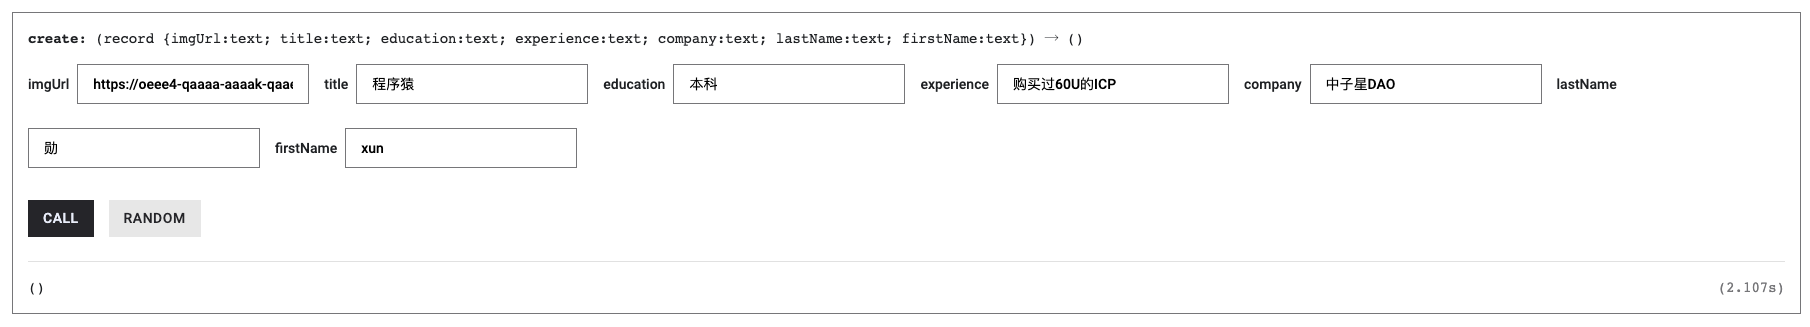 create: (record {imgUrl:text; title:text; education:text; experience:text; company:text; lastName:text; firstName:text}) → ()
imgUrl https://oeee4-qaaaa-aaaak-qaae title 程序猿 education 本科 experience 购买过60U的ICP company 中子星DAO lastName
勋 firstName xun
CALL RANDOM
() (2.107s)